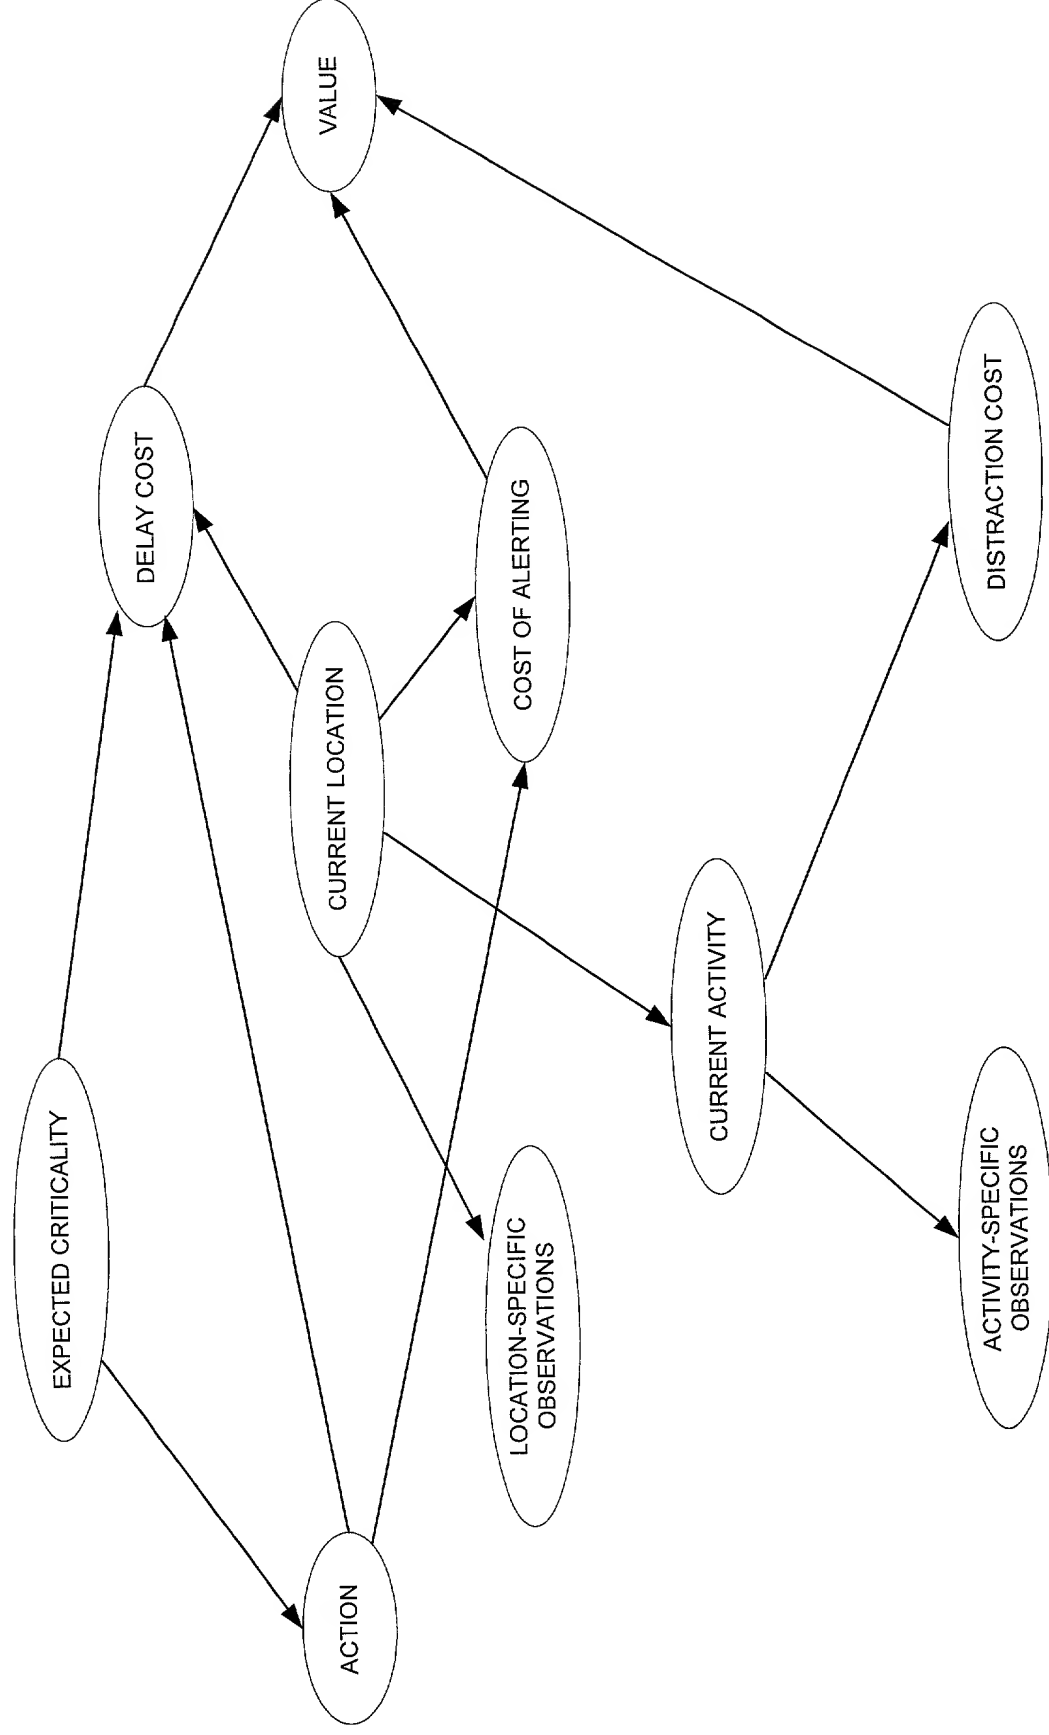 EXPECTED CRITICALITY
DELAY COST
VALUE
ACTION
CURRENT LOCATION
LOCATION-SPECIFIC
OBSERVATIONS
COST OF ALERTING
CURRENT ACTIVITY
ACTIVITY-SPECIFIC
OBSERVATIONS
DISTRACTION COST